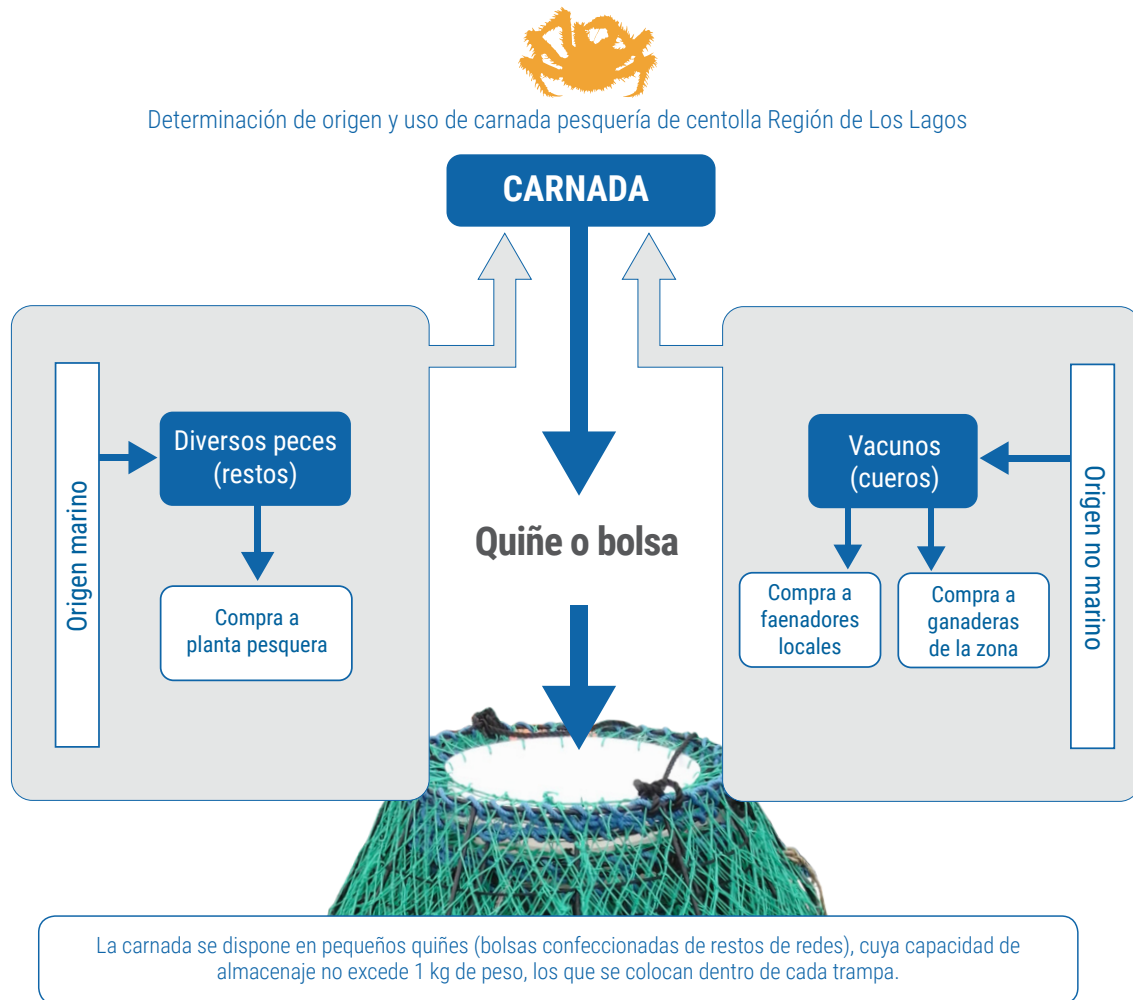 Determinación de origen y uso de carnada pesquería de centolla Región de Los Lagos
CARNADA
Origen marino
Diversos peces
(restos)
Compra a
planta pesquera
Quiñe o bolsa
Vacunos
(cueros)
Compra a
faenadores
locales
Compra a
ganaderas
de la zona
Origen no marino
La carnada se dispone en pequeños quiñes (bolsas confeccionadas de restos de redes), cuya capacidad de
almacenaje no excede 1 kg de peso, los que se colocan dentro de cada trampa.